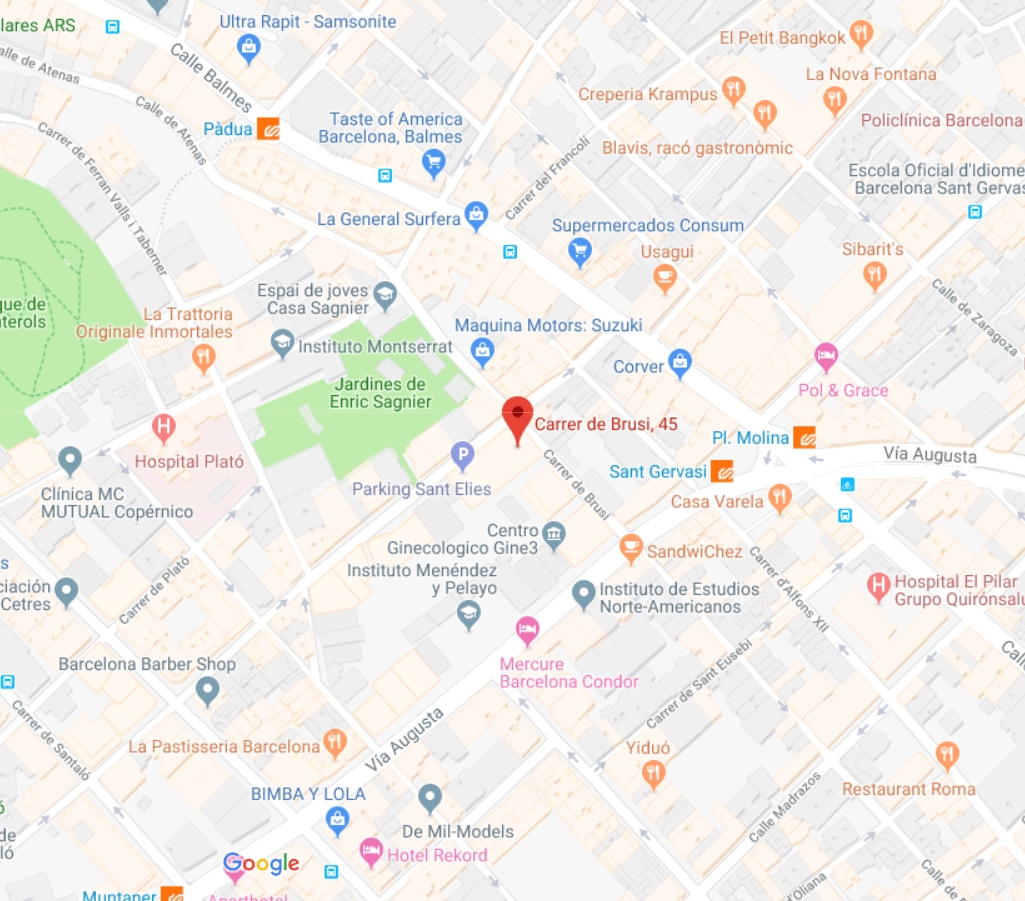 lares ARS
Ultra Rapit - Samsonite
El Petit Bangkok
alle de Atenas
Calle Balmes
La Nova Fontana
Creperia Krampus
Calle de Atenas
Pàdua
Taste of America
Barcelona, Balmes
Policlínica Barcelona
Carrer de Ferran Valls i Taberner
Blavis, racó gastronòmic
Carrer del Francolí
Escola Oficial d'Idiome
Barcelona Sant Gervas
La General Surfera
Supermercados Consum
Usagui
Sibarit's
Calle de Zaragoza
Espai de joves
Casa Sagnier
que de
nterols
La Trattoria
Originale Inmortales
Instituto Montserrat
Maquina Motors: Suzuki
Corver
Jardines de
Enric Sagnier
Pol & Grace
Carrer de Brusi, 45
Pl. Molina
Vía Augusta
Hospital Plató
Sant Gervasi
Parking Sant Elies
Carrer de Brusi
Casa Varela
Clínica MC
MUTUAL Copérnico
Centro
Ginecologico Gine3
SandwiChez
s
ciación
Cetres
Carrer de Plató
Instituto Menéndez
y Pelayo
Instituto de Estudios
Norte-Americanos
Carrer d'Alfons XII
Hospital El Pilar
Grupo Quirónsalu
Barcelona Barber Shop
Mercure
Barcelona Condor
Carrer de Sant Eusebi
Calle
Carrer de Santaló
La Pastisseria Barcelona
Vía Augusta
Yiduó
Restaurant Roma
BIMBA Y LOLA
De Mil-Models
Calle Madrazos
ó
de
ló
Hotel Rekord
Google
Muntaner
Aparthotel
d'Oliana
Calle de